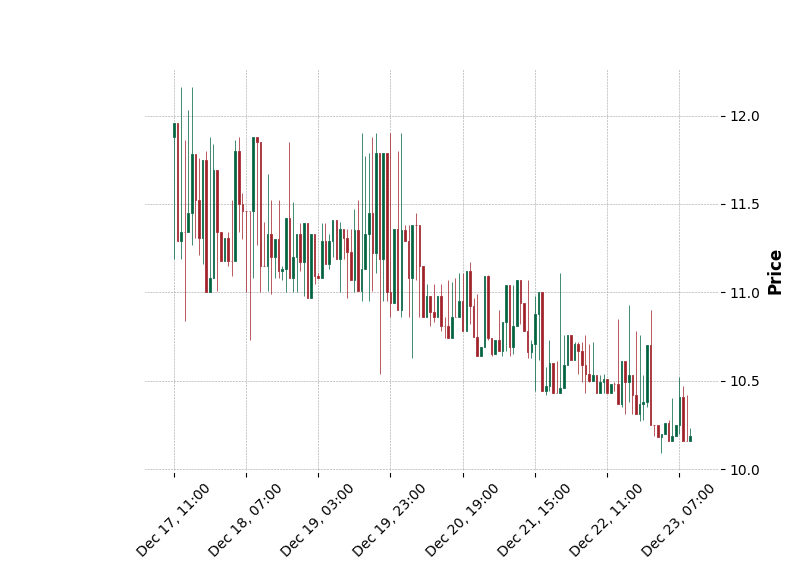 12.0
11.5
11.0
10.5
10.0
Price
Dec 17, 11:00
Dec 18, 07:00
Dec 19, 03:00
Dec 19, 23:00
Dec 20, 19:00
Dec 21, 15:00
Dec 22, 11:00
Dec 23, 07:00